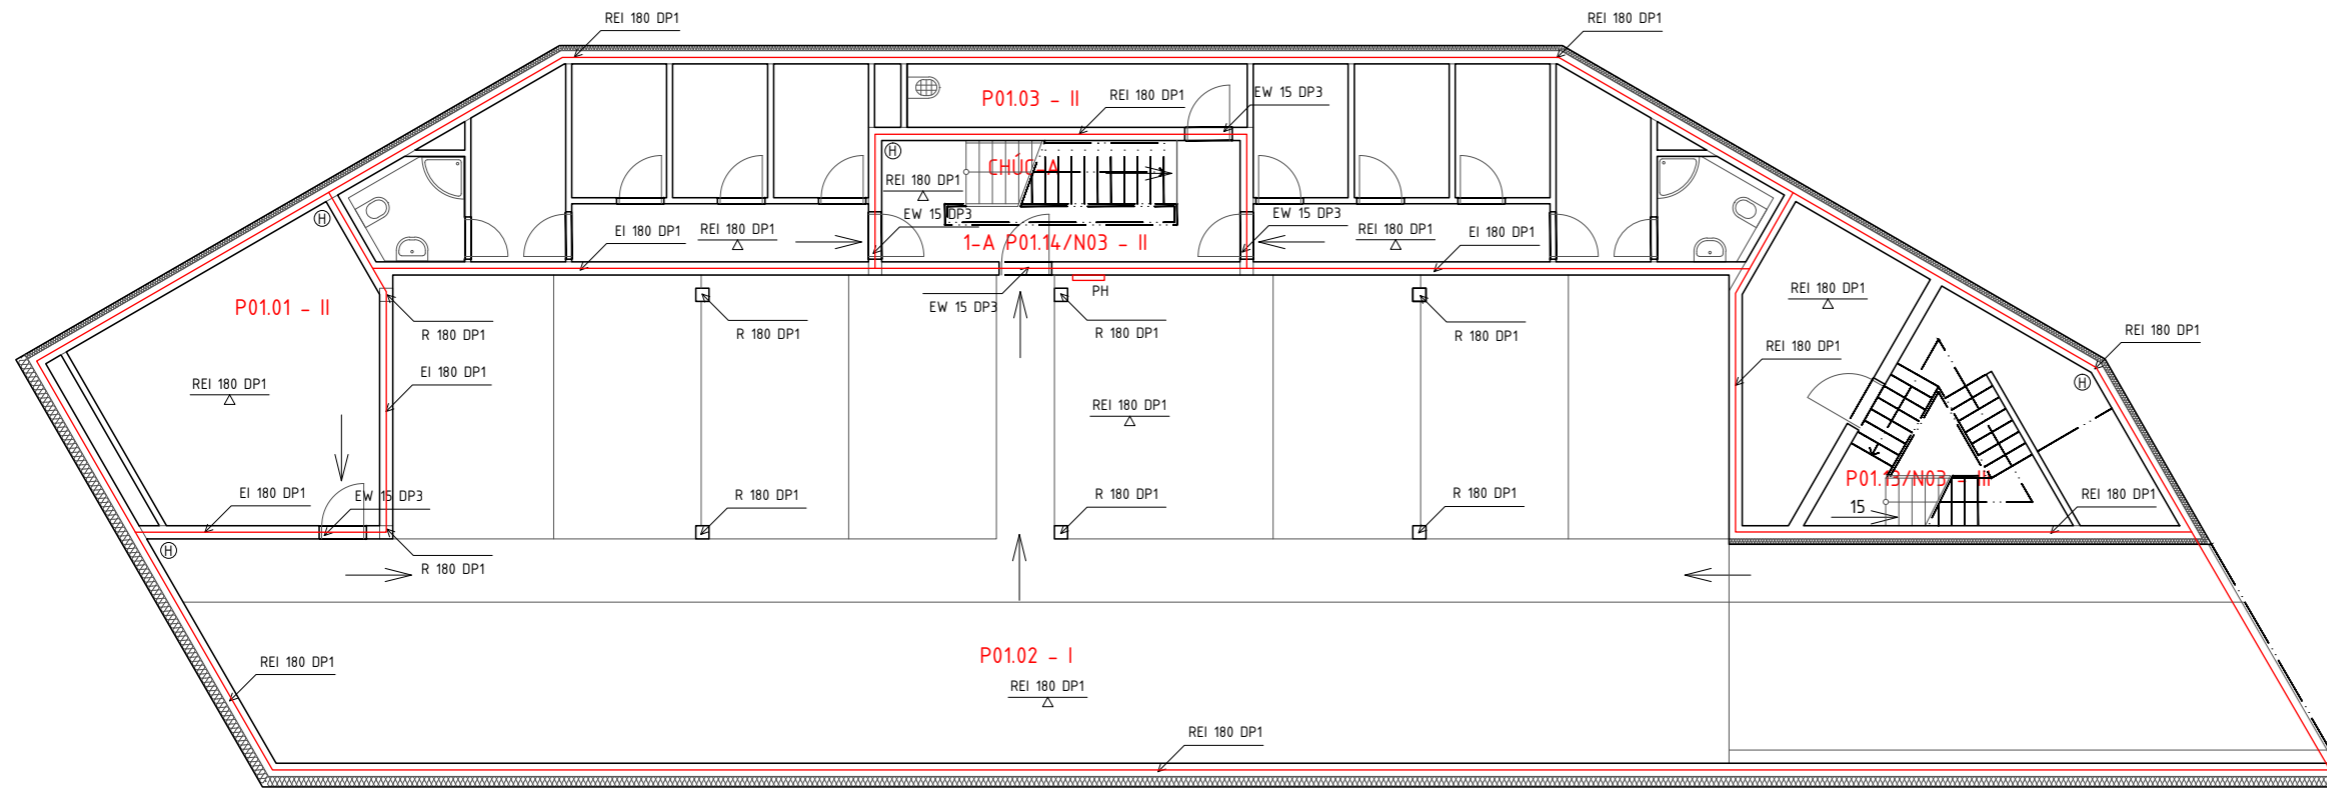 REI 180 DP1
REI 180 DP1
P01.03 - II
REI 180 DP1
EW 15 DP3
H
CHÚC-A
REI 180 DP1
H
EW 15 DP3
EW 15 DP3
EI 180 DP1
REI 180 DP1
1-A P01.14/N03 - II
REI 180 DP1
EI 180 DP1
PH
REI 180 DP1
P01.01 - II
EW 15 DP3
R 180 DP1
R 180 DP1
R 180 DP1
R 180 DP1
REI 180 DP1
REI 180 DP1
EI 180 DP1
REI 180 DP1
H
REI 180 DP1
P01.13/N03 - III
EI 180 DP1
EW 15 DP3
R 180 DP1
R 180 DP1
R 180 DP1
REI 180 DP1
15
H
R 180 DP1
P01.02 - I
REI 180 DP1
REI 180 DP1
REI 180 DP1